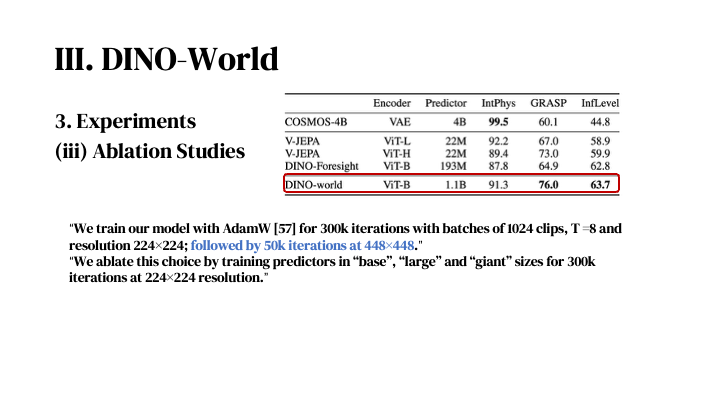 III. DINO-World
3. Experiments
(iii) Ablation Studies
Encoder Predictor IntPhys GRASP InfLevel
COSMOS-4B VAE 4B 99.5 60.1 44.8
V-JEPA ViT-L 22M 92.2 67.0 58.9
V-JEPA ViT-H 22M 89.4 73.0 59.9
DINO-Foresight ViT-B 193M 87.8 64.9 62.8
DINO-world ViT-B 1.1B 91.3 76.0 63.7
"We train our model with AdamW [57] for 300k iterations with batches of 1024 clips, T =8 and
resolution 224×224; followed by 50k iterations at 448×448."
"We ablate this choice by training predictors in “base”, “large” and “giant” sizes for 300k
iterations at 224×224 resolution."